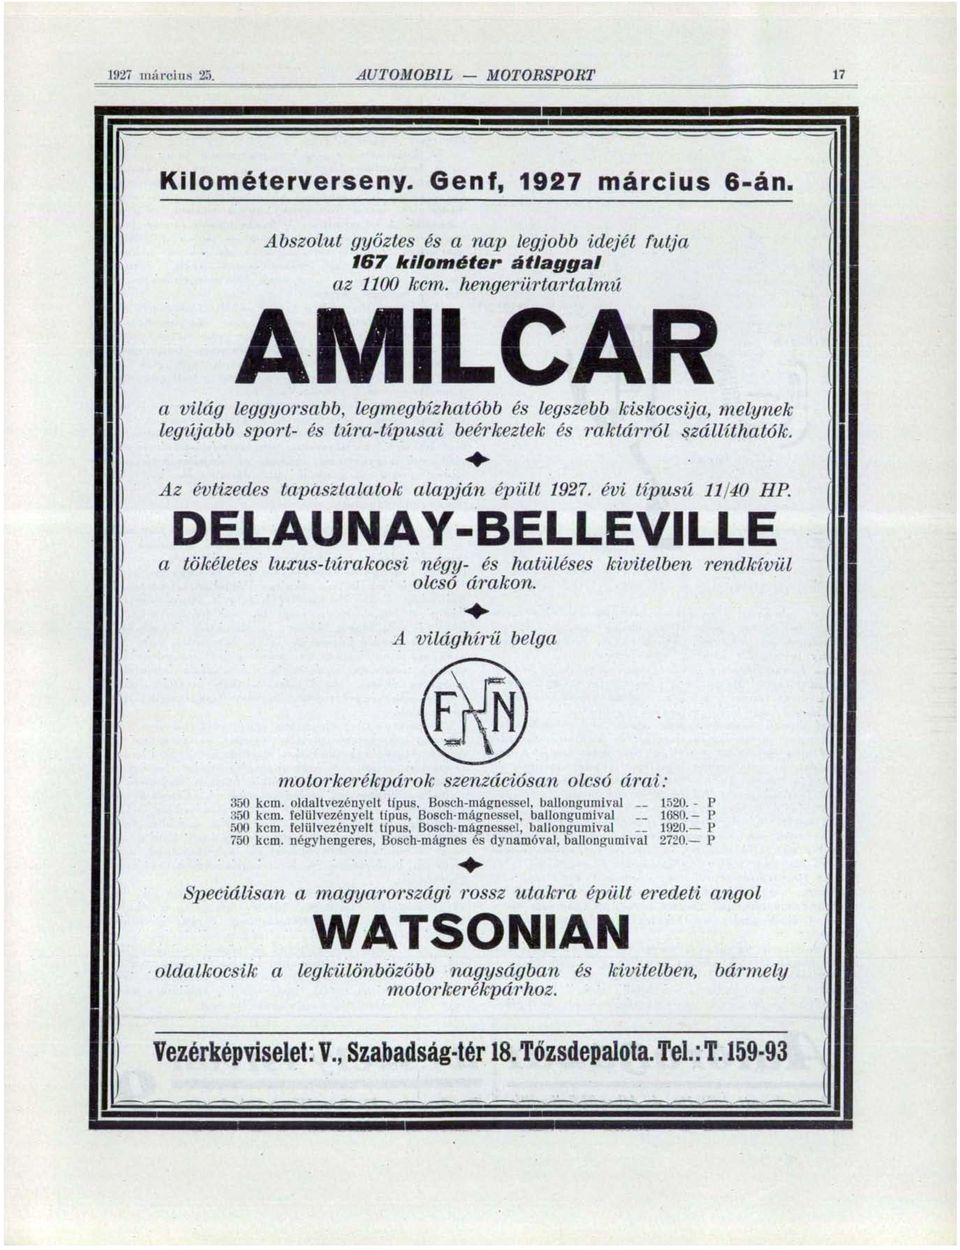 1927 március 25. AUTOMOBIL — MOTORSPORT 17
Kilométerverseny. Genf, 1927 március 6-án.
Abszolut győztes és a nap legjobb idejét futja
167 kilométer átlaggal
az 1100 kcm. hengerürtartalmú
AMILCAR
a világ leggyorsabb, legmegbízhatóbb és legszebb kiskocsija, melynek
legújabb sport- és túra-típusai beérkeztek és raktárról szállíthatók.
Az évtizedes tapasztalatok alapján épült 1927. évi típusú 11/40 HP.
DELAUNAY-BELLEVILLE
a tökéletes luxus-túrakocsi négy- és hatüléses kivitelben rendkívül
olcsó árakon.
A világhírű belga
FN
motorkerékpárok szenzációsan olcsó árai:
350 kcm. oldaltvezényelt típus, Bosch-mágnessel, ballongumival __ 1520.- P
350 kcm. felülvezényelt típus, Bosch-mágnessel, ballongumival __ 1680.— P
500 kcm. felülvezényelt típus, Bosch-mágnessel, ballongumival __ 1920.— P
750 kcm. négyhengeres, Bosch-mágnes és dynamóval, ballongumival 2720.— P
Speciálisan a magyarországi rossz utakra épült eredeti angol
WATSONIAN
oldalkocsik a legkülönbözőbb nagyságban és kivitelben, bármely
motorkerékpárhoz.
Vezérképviselet: V., Szabadság-tér 18. Tőzsdepalota. Tel.: T. 159-93